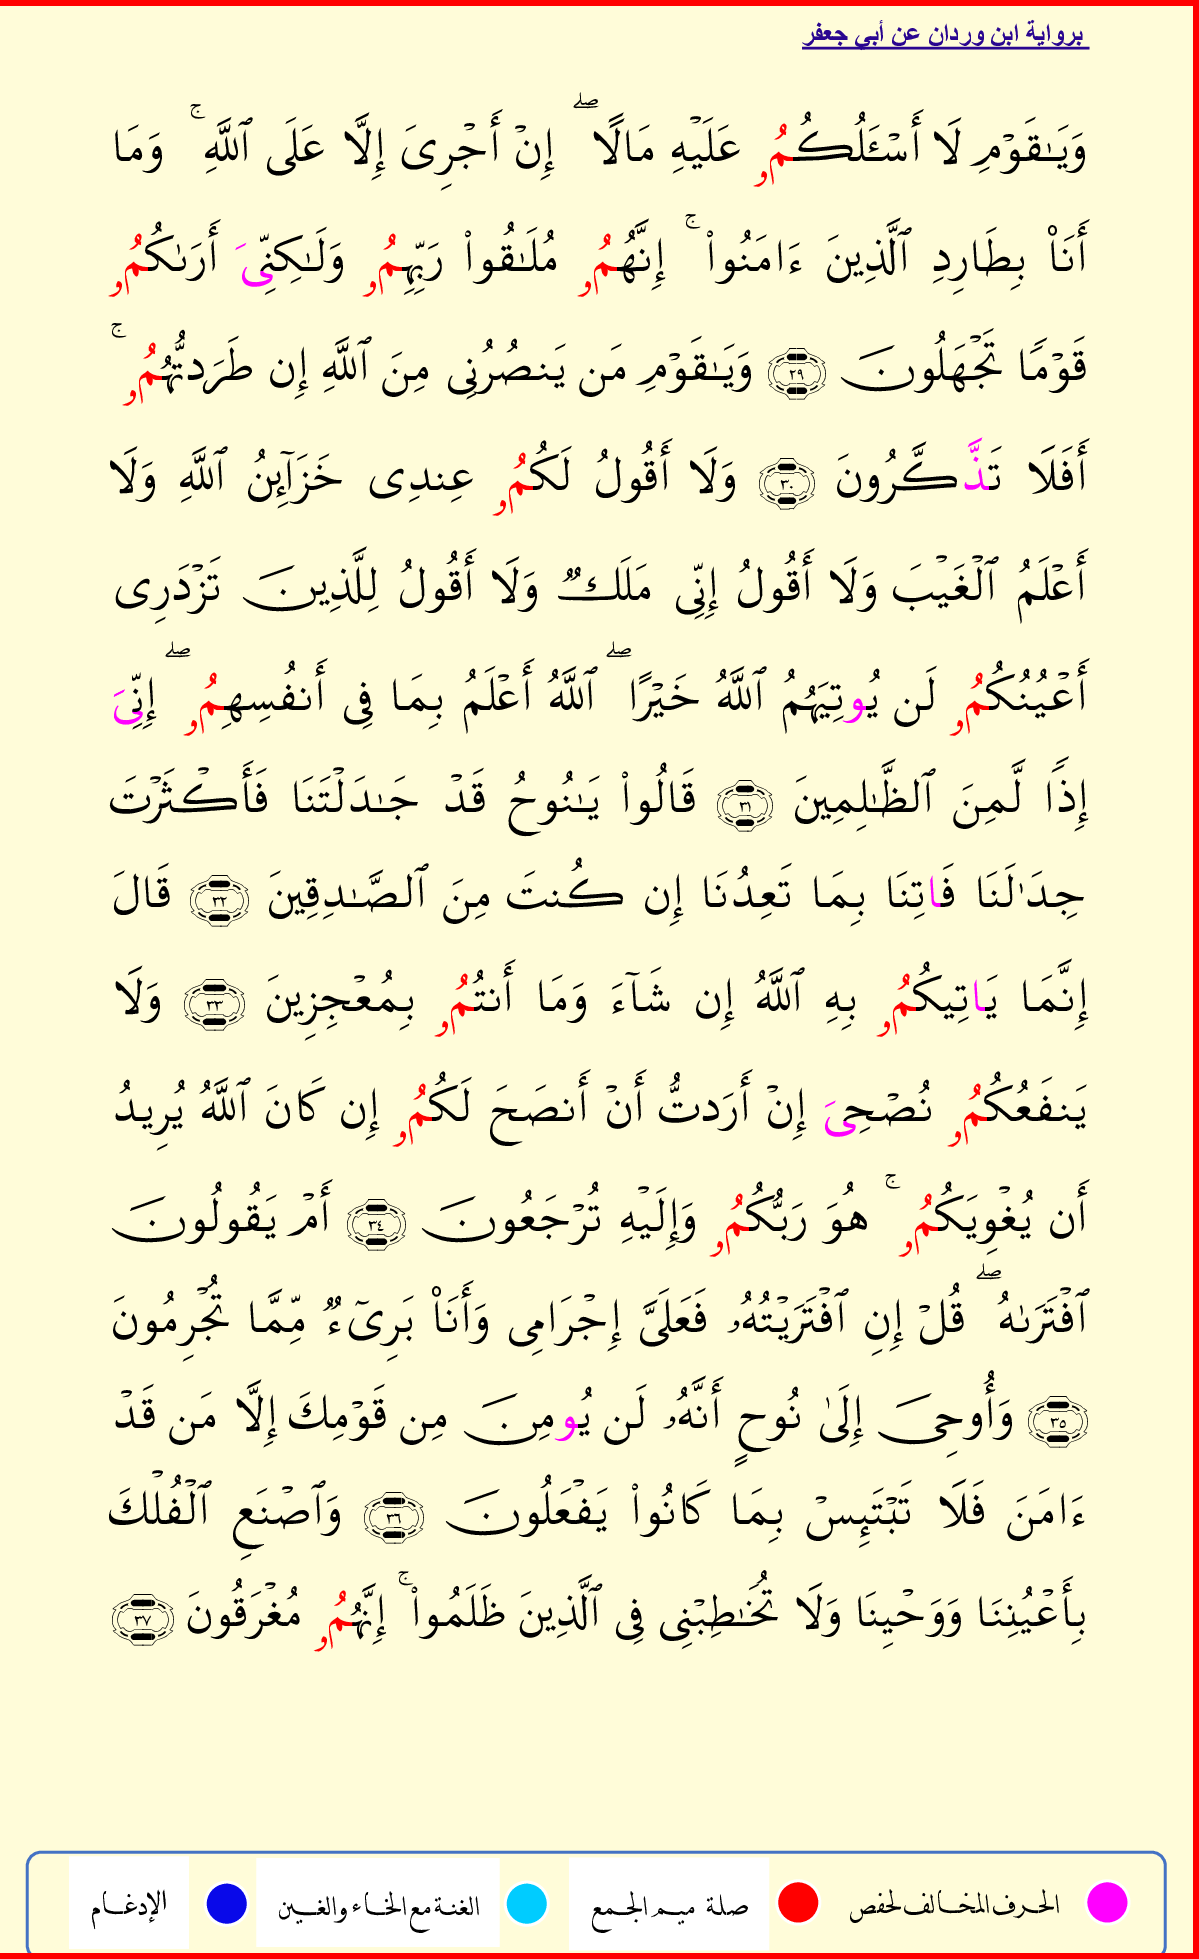 برواية ابن وردان عن أبي جعفر
وَيَـٰقَوۡمِ لَا أَسۡـَٔلُكُمُۥ عَلَيۡهِ مَالًاۖ إِنۡ أَجۡرِىَ إِلَّا عَلَى ٱللَّهِۚ وَمَا
أَنَا۠ بِطَارِدِ ٱلَّذِينَ ءَامَنُوا۟ۚ إِنَّهُمُۥ مُلَـٰقُوا۟ رَبِّهِمُۥ وَلَـٰكِنِّىَ أَرَىٰكُمُۥ
قَوۡمًا تَجۡهَلُونَ ٢٩ وَيَـٰقَوۡمِ مَن يَنصُرُنِى مِنَ ٱللَّهِ إِن طَرَدتُّهُمُۥۚ
أَفَلَا تَذَّكَّرُونَ ٣٠ وَلَا أَقُولُ لَكُمُۥ عِندِى خَزَآئِنُ ٱللَّهِ وَلَا
أَعۡلَمُ ٱلۡغَيۡبَ وَلَا أَقُولُ إِنِّى مَلَكٌ وَلَا أَقُولُ لِلَّذِينَ تَزۡدَرِى
أَعۡيُنُكُمُۥ لَن يُوتِيَهُمُ ٱللَّهُ خَيۡرًاۖ ٱللَّهُ أَعۡلَمُ بِمَا فِى أَنفُسِهِمُۥۖ إِنِّىَ
إِذًا لَّمِنَ ٱلظَّـٰلِمِينَ ٣١ قَالُوا۟ يَـٰنُوحُ قَدۡ جَـٰدَلۡتَنَا فَأَكۡثَرۡتَ
جِدَٰلَنَا فَاتِنَا بِمَا تَعِدُنَا إِن كُنتَ مِنَ ٱلصَّـٰدِقِينَ ٣٢ قَالَ
إِنَّمَا يَاتِيكُمُۥ بِهِ ٱللَّهُ إِن شَآءَ وَمَا أَنتُمُۥ بِمُعۡجِزِينَ ٣٣ وَلَا
يَنفَعُكُمُۥ نُصۡحِىَ إِنۡ أَرَدتُّ أَنۡ أَنصَحَ لَكُمُۥ إِن كَانَ ٱللَّهُ يُرِيدُ
أَن يُغۡوِيَكُمُۥۚ هُوَ رَبُّكُمُۥ وَإِلَيۡهِ تُرۡجَعُونَ ٣٤ أَمۡ يَقُولُونَ
ٱفۡتَرَىٰهُۖ قُلۡ إِنِ ٱفۡتَرَيۡتُهُۥ فَعَلَىَّ إِجۡرَامِى وَأَنَا۠ بَرِىٓءٌ مِّمَّا تُجۡرِمُونَ
٣٥ وَأُوحِىَ إِلَىٰ نُوحٍ أَنَّهُۥ لَن يُومِنَ مِن قَوۡمِكَ إِلَّا مَن قَدۡ
ءَامَنَ فَلَا تَبۡتَئِسۡ بِمَا كَانُوا۟ يَفۡعَلُونَ ٣٦ وَٱصۡنَعِ ٱلۡفُلۡكَ
بِأَعۡيُنِنَا وَوَحۡيِنَا وَلَا تُخَـٰطِبۡنِى فِى ٱلَّذِينَ ظَلَمُوا۟ۚ إِنَّهُمُۥ مُغۡرَقُونَ ٣٧
الحرف المخالف لحفص صلة ميم الجمع الغنة مع الخاء والغين الإدغام